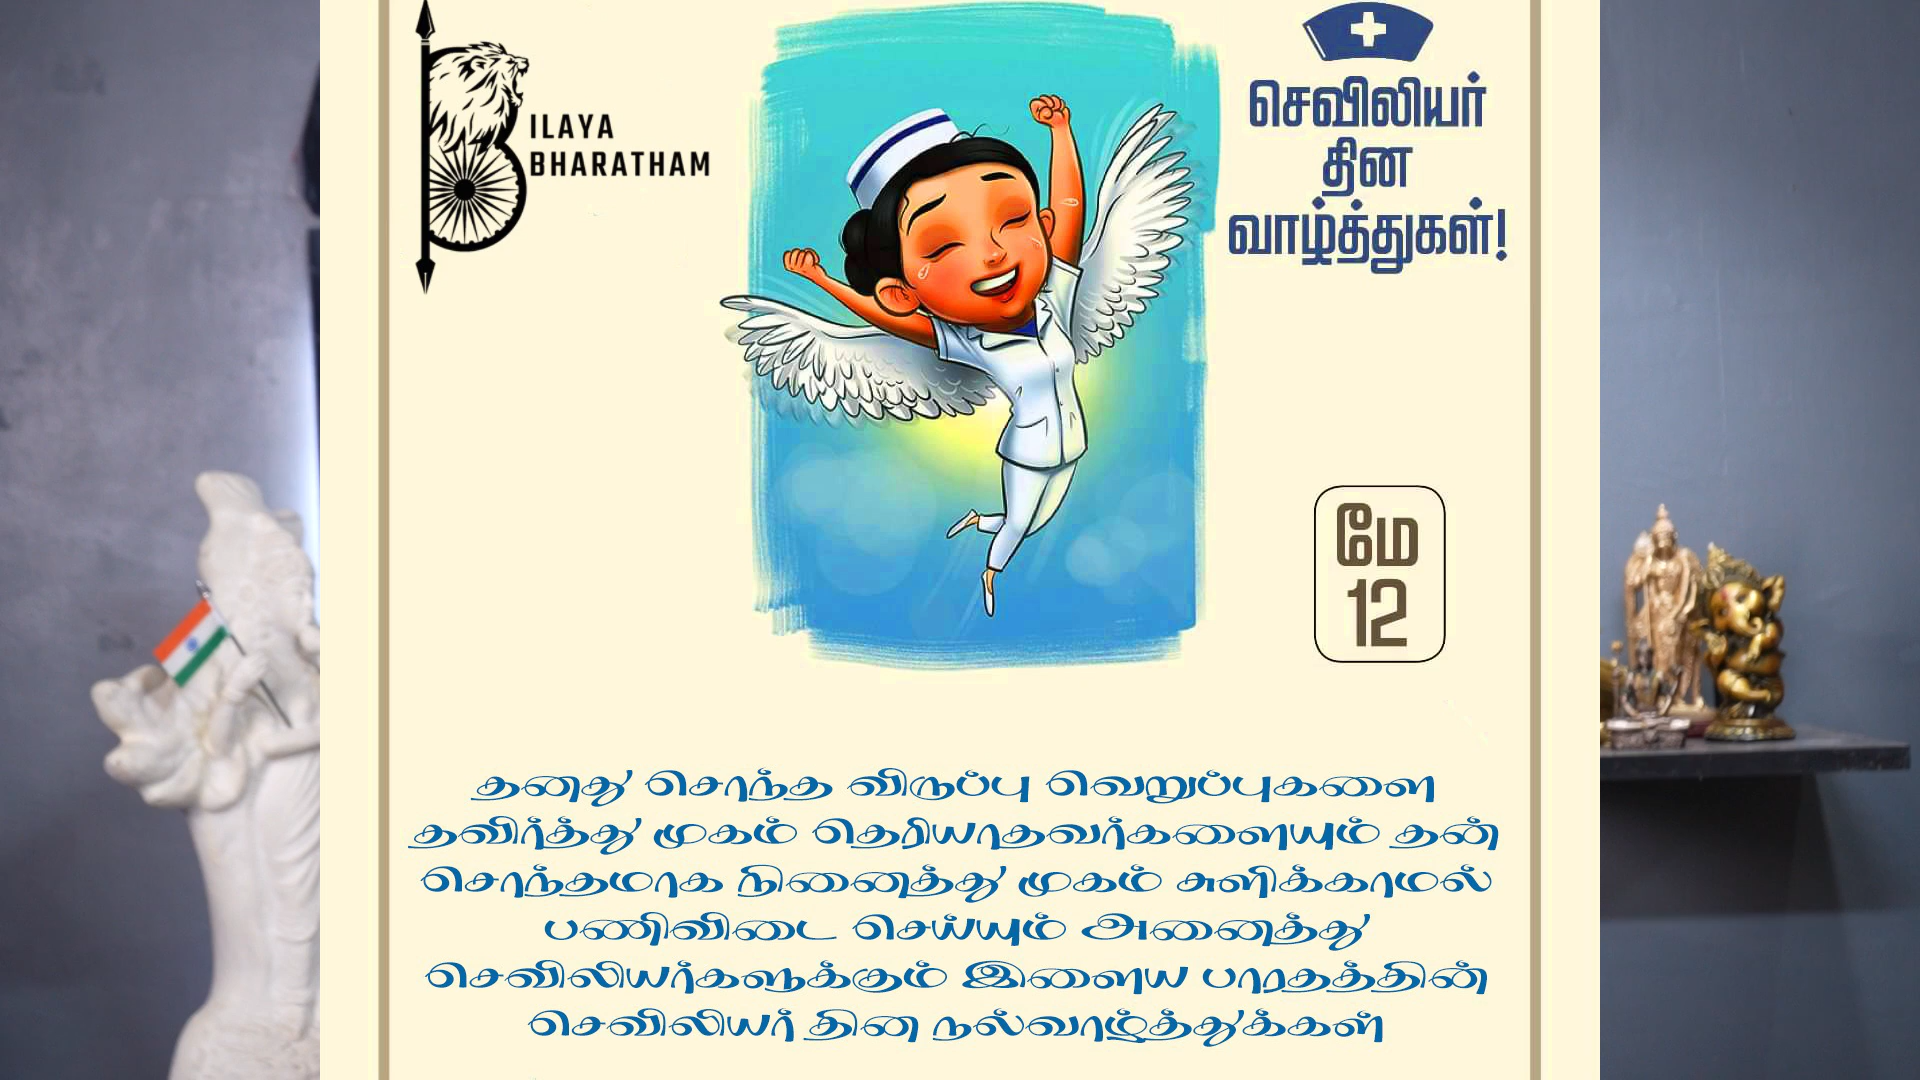 ILAYA
BHARATHAM
செவிலியர்
தின
வாழ்த்துகள்!
மே
12
தனது சொந்த விருப்பு வெறுப்புகளை
தவிர்த்து முகம் தெரியாதவர்களையும் தன்
சொந்தமாக நினைத்து முகம் சுளிக்காமல்
பணிவிடை செய்யும் அனைத்து
செவிலியர்களுக்கும் இளைய பாரதத்தின்
செவிலியர் தின நல்வாழ்த்துக்கள்